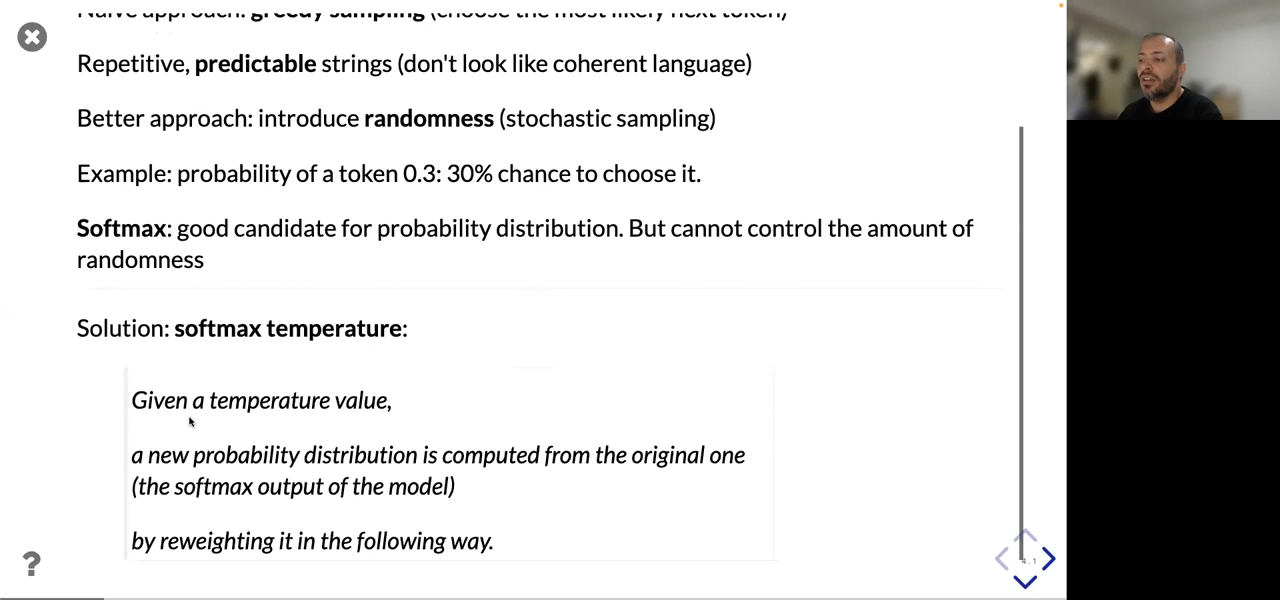 Naive approach: greedy sampling (choose the most likely next token)
Repetitive, predictable strings (don't look like coherent language)
Better approach: introduce randomness (stochastic sampling)
Example: probability of a token 0.3: 30% chance to choose it.
Softmax: good candidate for probability distribution. But cannot control the amount of
randomness
Solution: softmax temperature:
Given a temperature value,
a new probability distribution is computed from the original one
(the softmax output of the model)
by reweighting it in the following way.
?
4.1